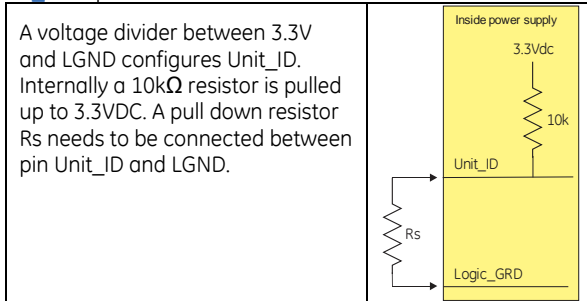 A voltage divider between 3.3V
and LGND configures Unit_ID.
Internally a 10kΩ resistor is pulled
up to 3.3VDC. A pull down resistor
Rs needs to be connected between
pin Unit_ID and LGND.
Inside power supply
3.3Vdc
10k
Unit_ID
Rs
Logic_GRD